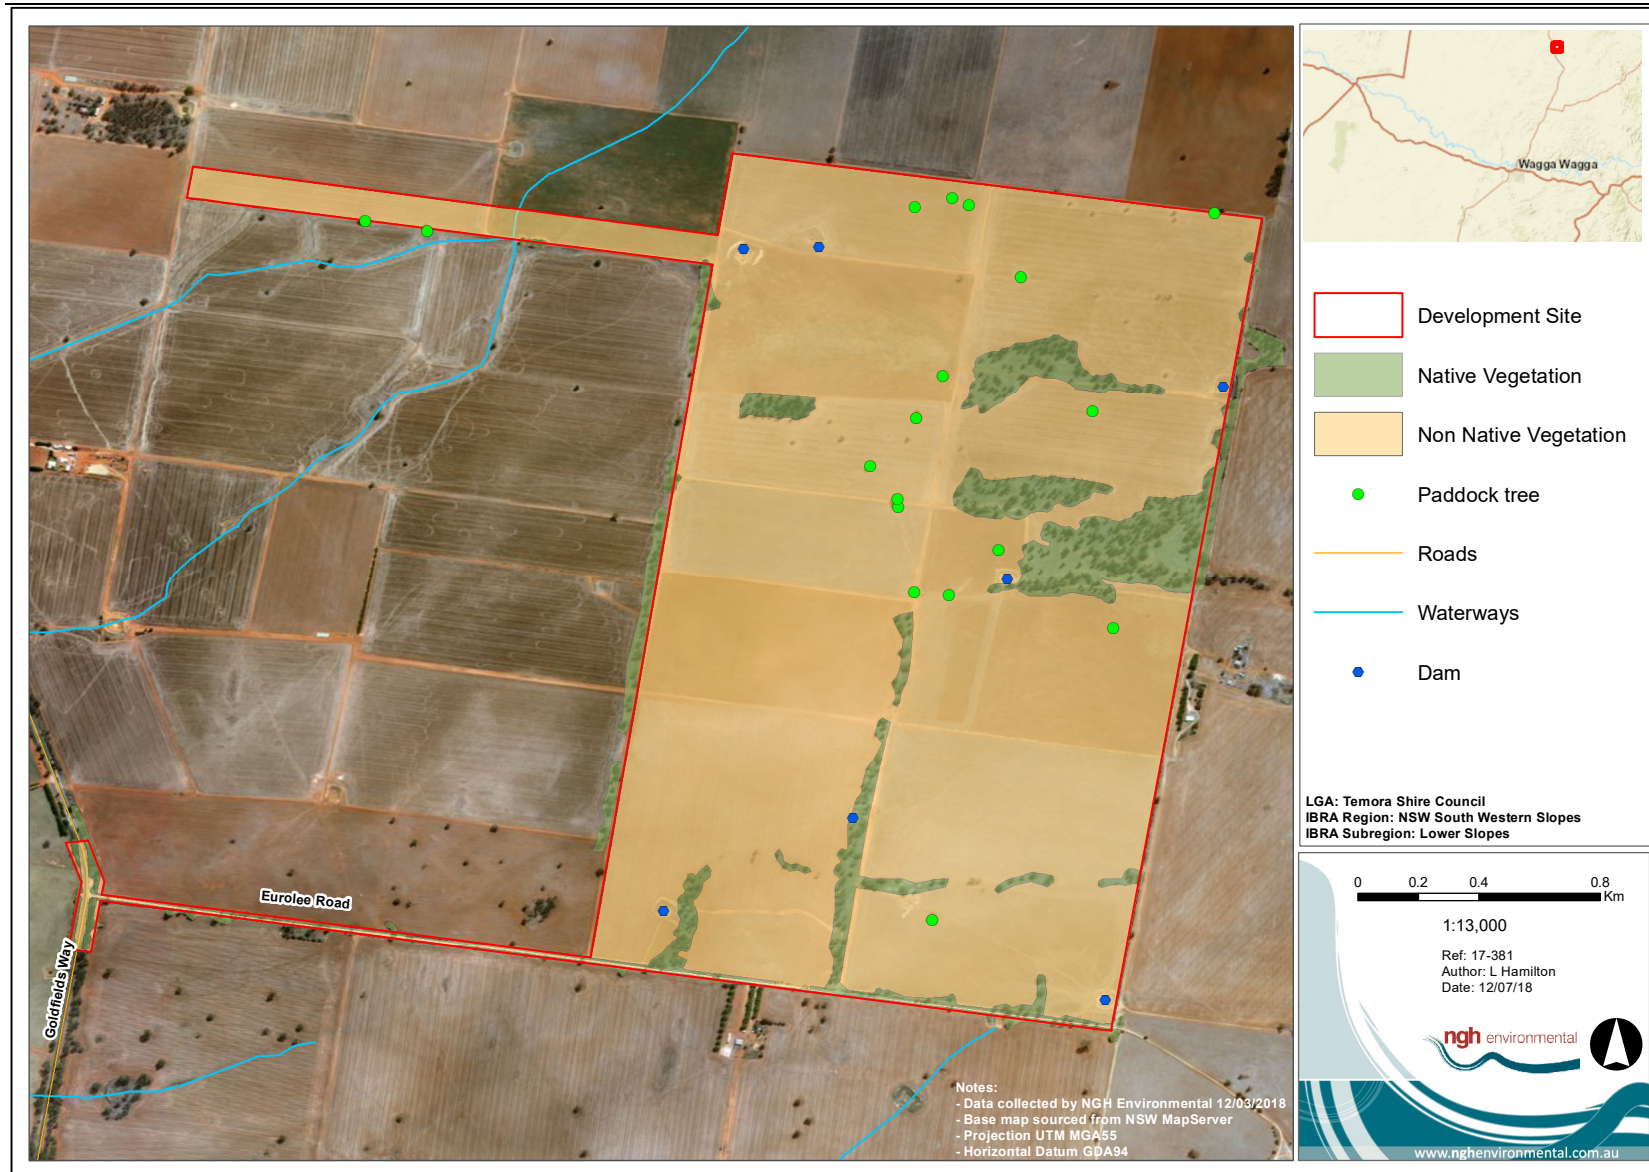 Eurolee Road
Goldfields Way
Notes:
- Data collected by NGH Environmental 12/03/2018
- Base map sourced from NSW MapServer
- Projection UTM MGA55
- Horizontal Datum GDA94
Wagga Wagga
Development Site
Native Vegetation
Non Native Vegetation
Paddock tree
Roads
Waterways
Dam
LGA: Temora Shire Council
IBRA Region: NSW South Western Slopes
IBRA Subregion: Lower Slopes
0 0.2 0.4 0.8
Km
1:13,000
Ref: 17-381
Author: L Hamilton
Date: 12/07/18
ngh environmental
www.nghenvironmental.com.au